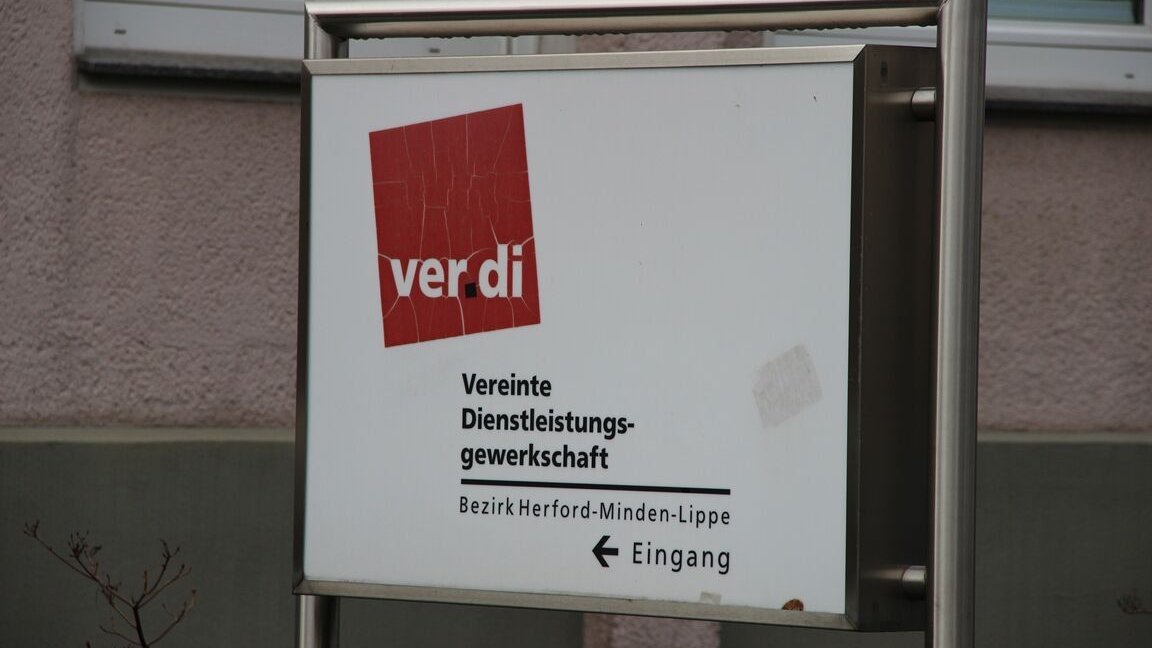 ver.di
Vereinte
Dienstleistungs-
gewerkschaft
Bezirk Herford-Minden-Lippe
← Eingang